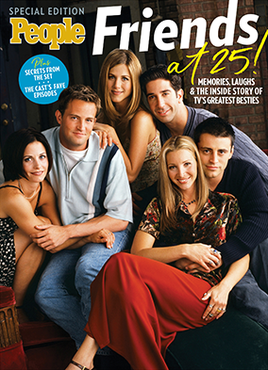 SPECIAL EDITION
People
Friends
at 25!
Plus
SECRETS FROM
THE SET
THE CAST'S FAVE
EPISODES
MEMORIES, LAUGHS
& THE INSIDE STORY OF
TV'S GREATEST BESTIES